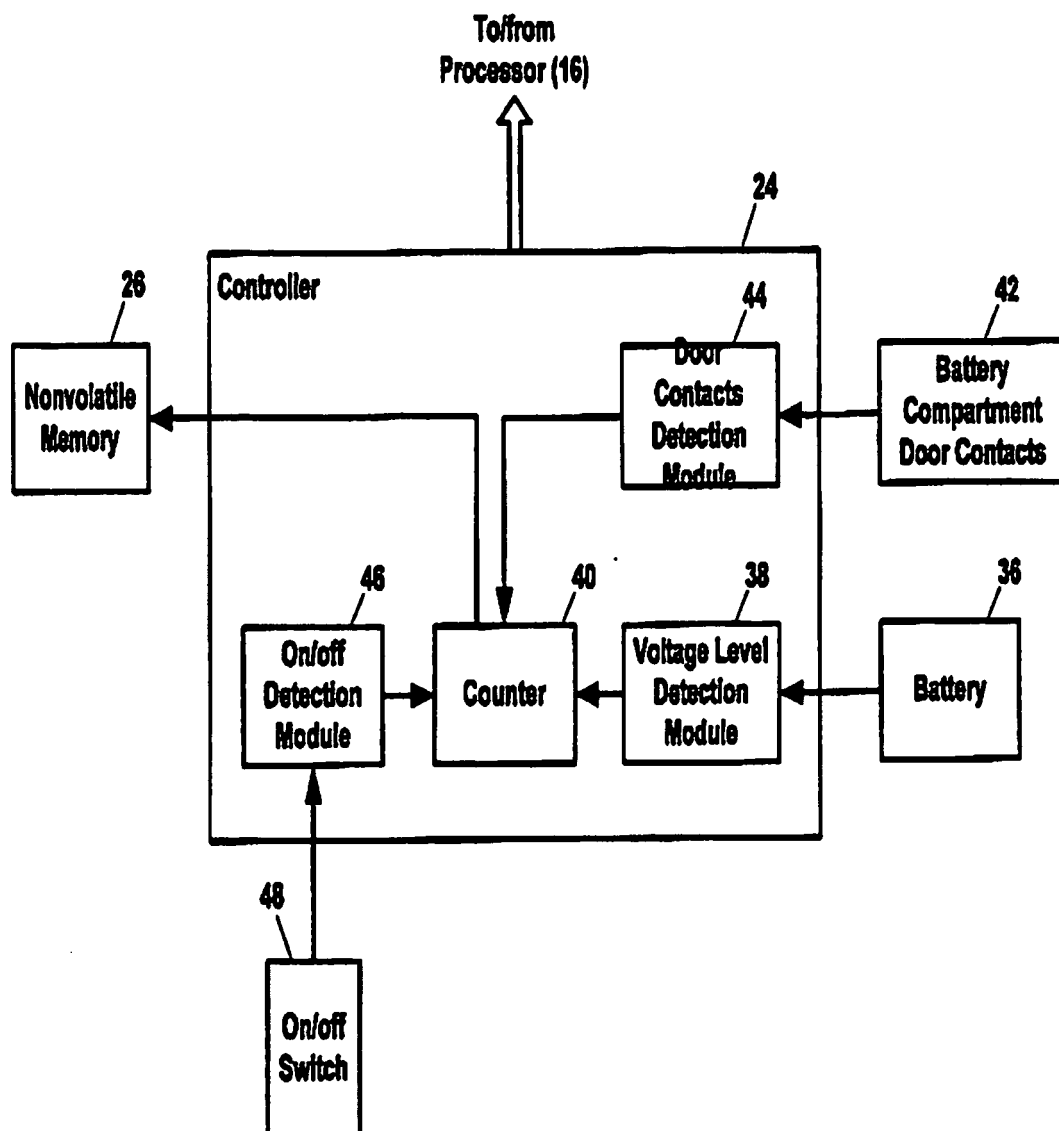 To/from
Processor (16)
24
Controller
26
44
42
Nonvolatile
Memory
Door
Contacts
Detection
Module
Battery
Compartment
Door Contacts
46
40
38
36
On/off
Detection
Module
Counter
Voltage Level
Detection
Module
Battery
48
On/off
Switch